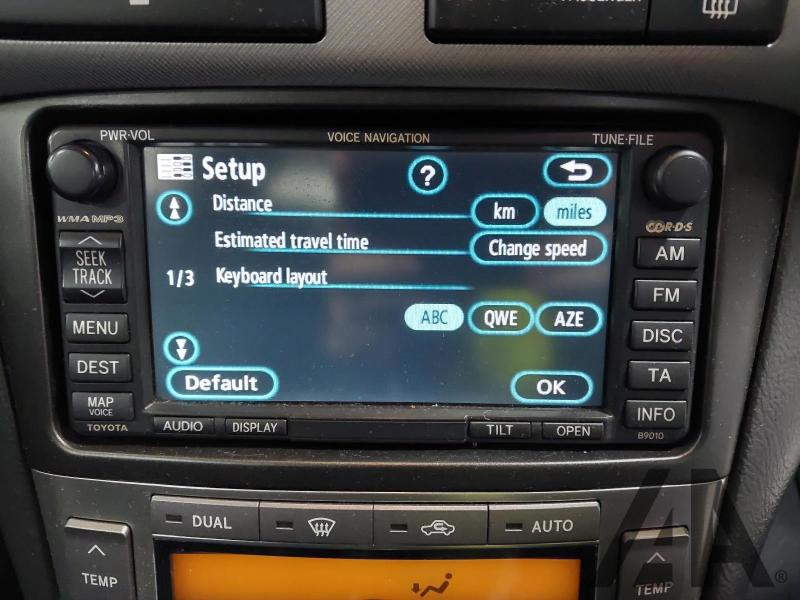 PASSENGER
PWR·VOL
VOICE NAVIGATION
TUNE·FILE
Setup
?
Distance
km
miles
WMA MP3
R·D·S
Estimated travel time
Change speed
SEEK
TRACK
AM
1/3
Keyboard layout
FM
ABC
QWE
AZE
MENU
DISC
DEST
Default
OK
TA
MAP
VOICE
INFO
TOYOTA
AUDIO
DISPLAY
TILT
OPEN
B9010
DUAL
AUTO
TEMP
TEMP
®